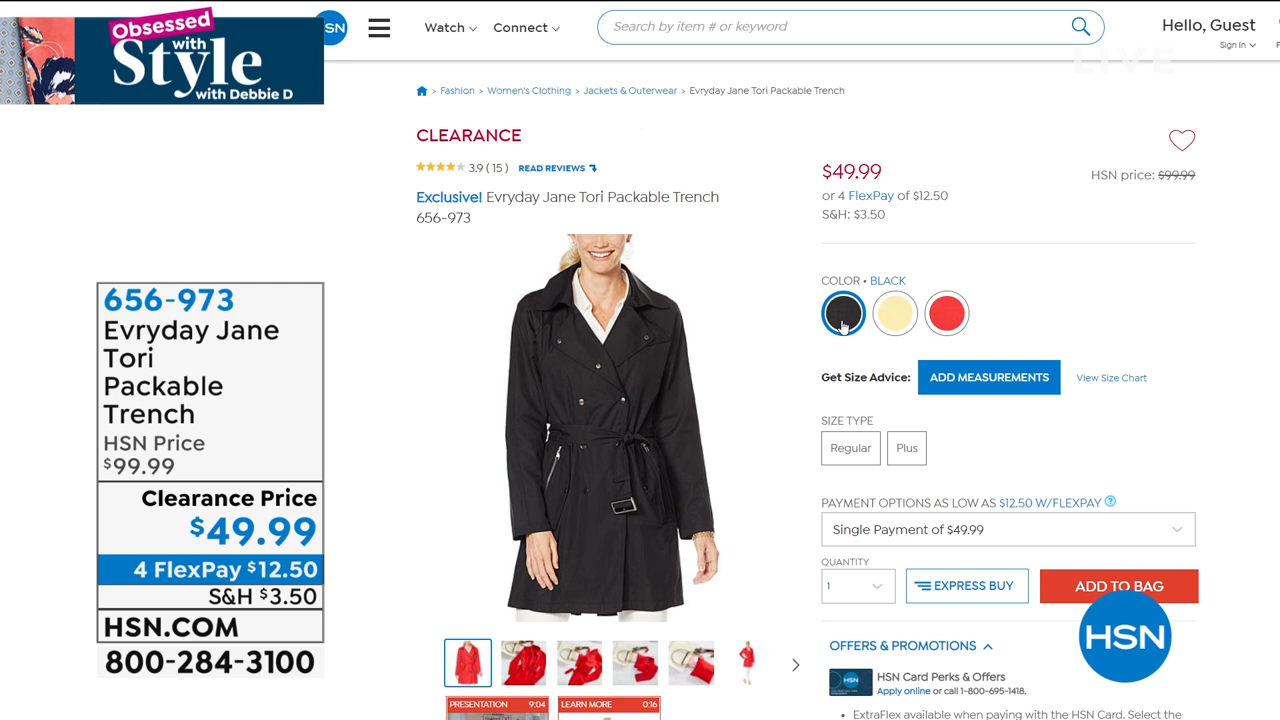 Obsessed
with
Style
with Debbie D
SN
Watch
Connect
Search by item # or keyword
Hello, Guest
Sign In
LIVE
> Fashion > Women's Clothing > Jackets & Outerwear > Evryday Jane Tori Packable Trench
CLEARANCE
3.9 ( 15 ) READ REVIEWS
Exclusive! Evryday Jane Tori Packable Trench
656-973
$49.99
HSN price: $99.99
or 4 FlexPay of $12.50
S&H: $3.50
COLOR • BLACK
Get Size Advice: ADD MEASUREMENTS View Size Chart
SIZE TYPE
Regular Plus
PAYMENT OPTIONS AS LOW AS $12.50 W/FLEXPAY ?
Single Payment of $49.99
QUANTITY
1
EXPRESS BUY
ADD TO BAG
HSN
OFFERS & PROMOTIONS
HSN
HSN Card Perks & Offers
Apply online or call 1-800-695-1418.
• ExtraFlex available when paying with the HSN Card. Select the
PRESENTATION 9:04
LEARN MORE 0:16
656-973
Evryday Jane
Tori
Packable
Trench
HSN Price
$99.99
Clearance Price
$49.99
4 FlexPay $12.50
S&H $3.50
HSN.COM
800-284-3100